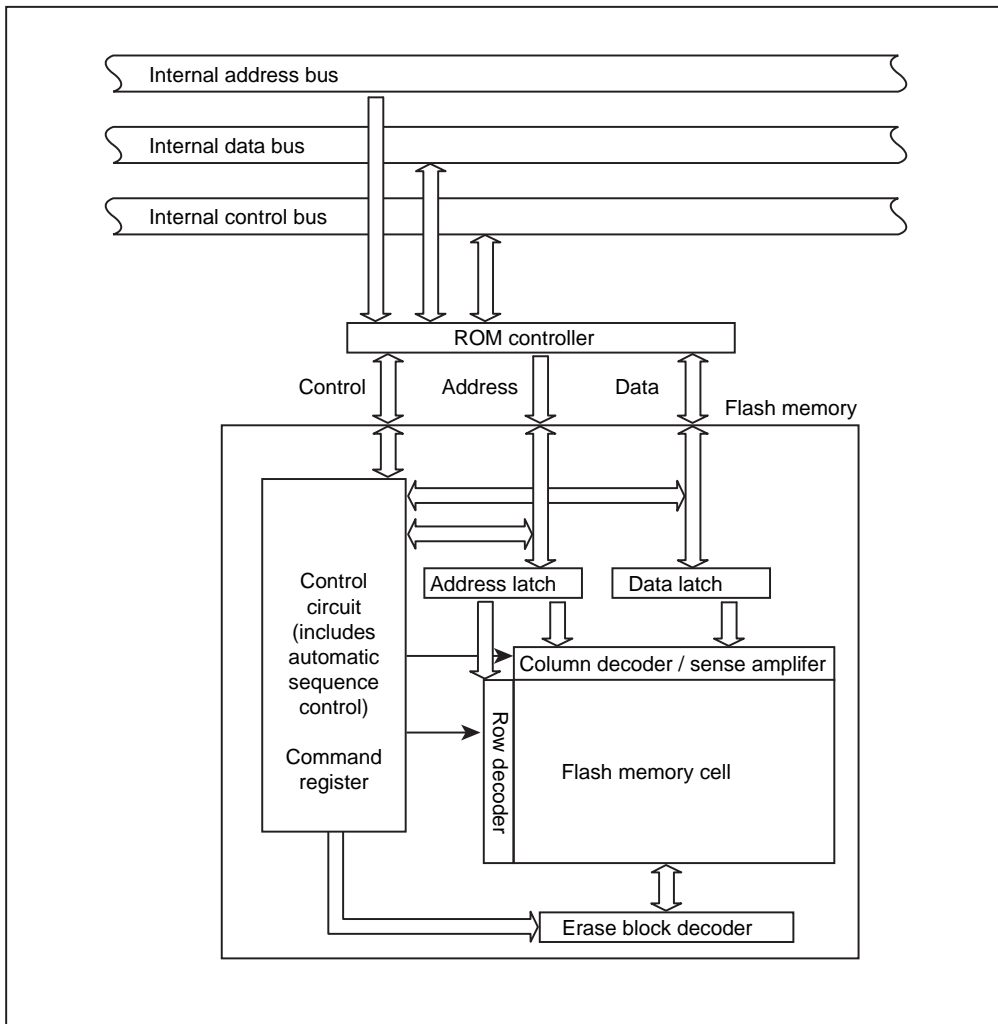 Internal address bus
Internal data bus
Internal control bus
ROM controller
Control
Address
Data
Flash memory
Control
circuit
(includes
automatic
sequence
control)
Command
register
Address latch
Data latch
Column decoder / sense amplifer
Row decoder
Flash memory cell
Erase block decoder